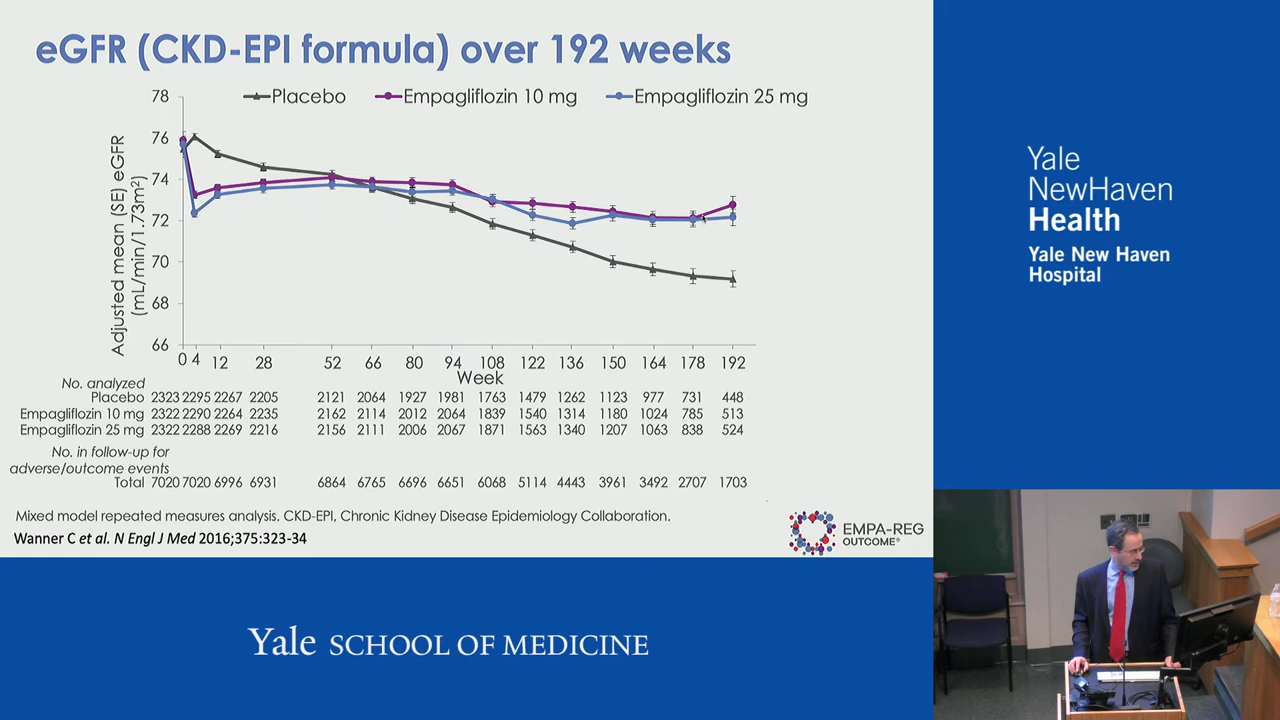 eGFR (CKD-EPI formula) over 192 weeks
Placebo Empagliflozin 10 mg Empagliflozin 25 mg
Adjusted mean (SE) eGFR
(mL/min/1.73m²)
78
76
74
72
70
68
66
0 4 12 28 52 66 80 94 108 122 136 150 164 178 192
Week
No. analyzed
Placebo 2323 2295 2267 2205 2121 2064 1927 1981 1763 1479 1262 1123 977 731 448
Empagliflozin 10 mg 2322 2290 2264 2235 2162 2114 2012 2064 1839 1540 1314 1180 1024 785 513
Empagliflozin 25 mg 2322 2288 2269 2216 2156 2111 2006 2067 1871 1563 1340 1207 1063 838 524
No. in follow-up for
adverse/outcome events
Total 7020 7020 6996 6931 6864 6765 6696 6651 6068 5114 4443 3961 3492 2707 1703
Mixed model repeated measures analysis. CKD-EPI, Chronic Kidney Disease Epidemiology Collaboration.
Wanner C et al. N Engl J Med 2016;375:323-34
EMPA-REG
OUTCOME®
Yale
NewHaven
Health
Yale New Haven
Hospital
Yale SCHOOL OF MEDICINE